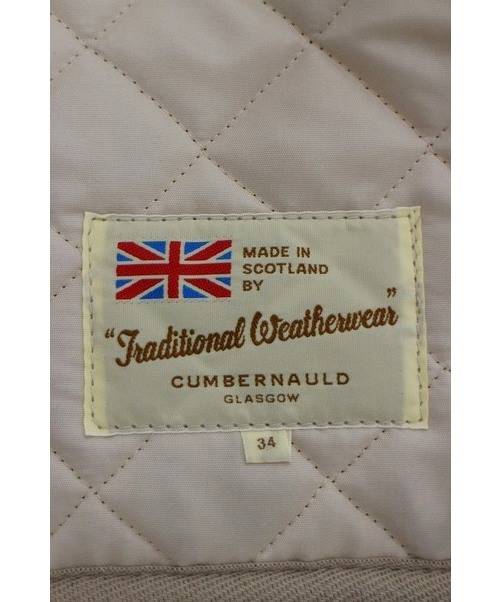 MADE IN
SCOTLAND
BY
"Traditional Weatherwear"
CUMBERNAULD
GLASGOW
34